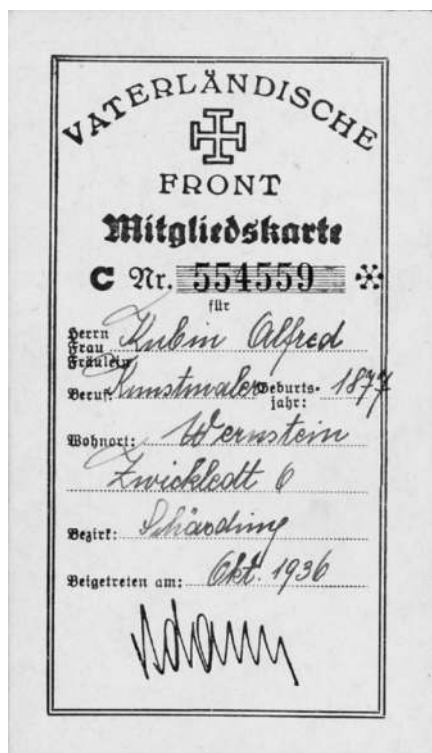 VATERLÄNDISCHE
FRONT
Mitgliedskarte
C Nr. 554559
für
Herrn
Frau Kubin Alfred
Fräulein
Beruf: Kunstmaler Geburts-
jahr: 1877
Wohnort: Wernstein
Zwickledt 6
Bezirk: Schärding
Beigetreten am: Okt. 1936